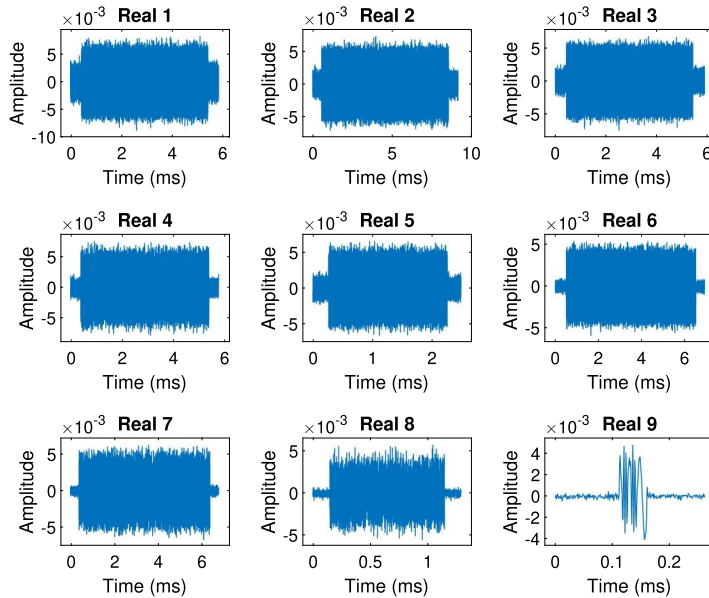 ×10-3 Real 1
5
0
-5
-10
Amplitude
0 2 4 6
Time (ms)
×10-3 Real 2
5
0
-5
Amplitude
0 5 10
Time (ms)
×10-3 Real 3
5
0
-5
Amplitude
0 2 4 6
Time (ms)
×10-3 Real 4
5
0
-5
Amplitude
0 2 4 6
Time (ms)
×10-3 Real 5
5
0
-5
Amplitude
0 1 2
Time (ms)
×10-3 Real 6
5
0
-5
Amplitude
0 2 4 6
Time (ms)
×10-3 Real 7
5
0
-5
Amplitude
0 2 4 6
Time (ms)
×10-3 Real 8
5
0
-5
Amplitude
0 0.5 1
Time (ms)
×10-3 Real 9
4
2
0
-2
-4
Amplitude
0 0.1 0.2
Time (ms)